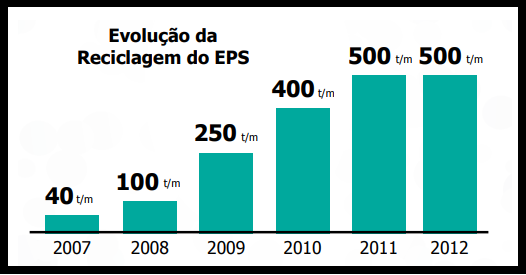 Evolução da
Reciclagem do EPS
40 t/m
100 t/m
250 t/m
400 t/m
500 t/m
500 t/m
2007 2008 2009 2010 2011 2012